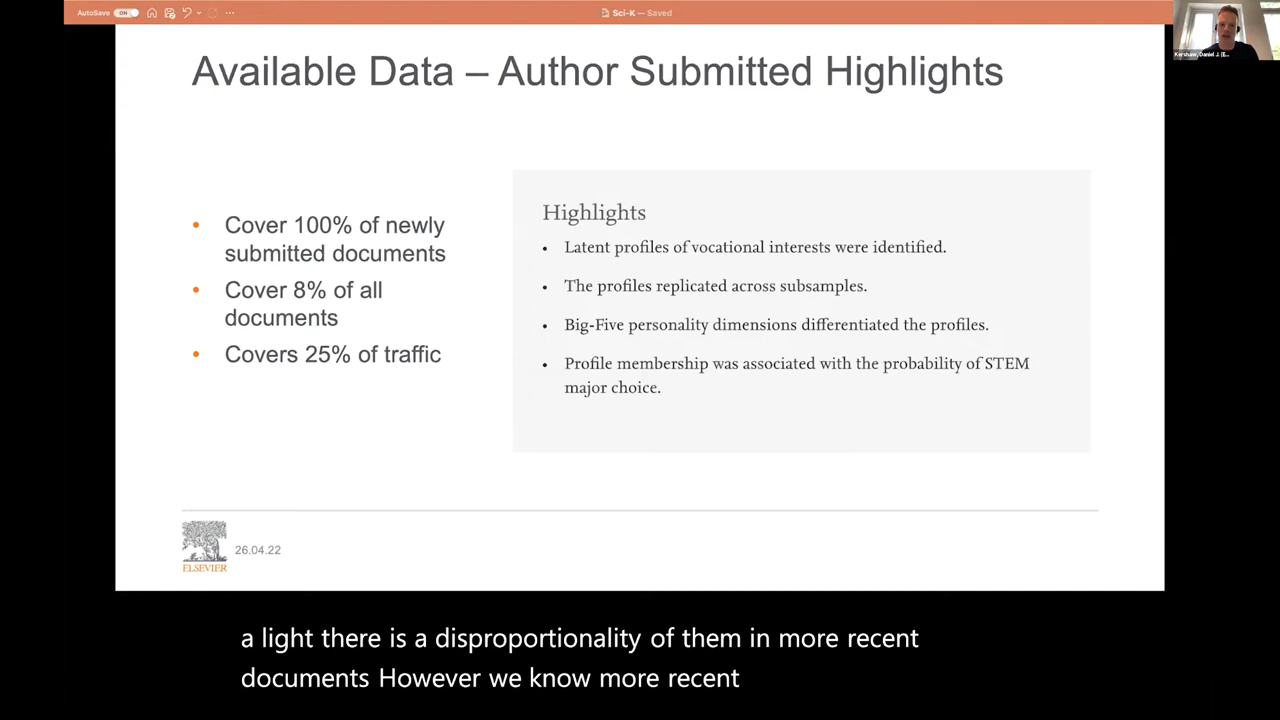 AutoSave ON
Sci-K — Saved
Kershaw, Daniel J. (E...
Available Data – Author Submitted Highlights
• Cover 100% of newly
submitted documents
• Cover 8% of all
documents
• Covers 25% of traffic
Highlights
• Latent profiles of vocational interests were identified.
• The profiles replicated across subsamples.
• Big-Five personality dimensions differentiated the profiles.
• Profile membership was associated with the probability of STEM
major choice.
ELSEVIER
26.04.22
a light there is a disproportionality of them in more recent
documents However we know more recent